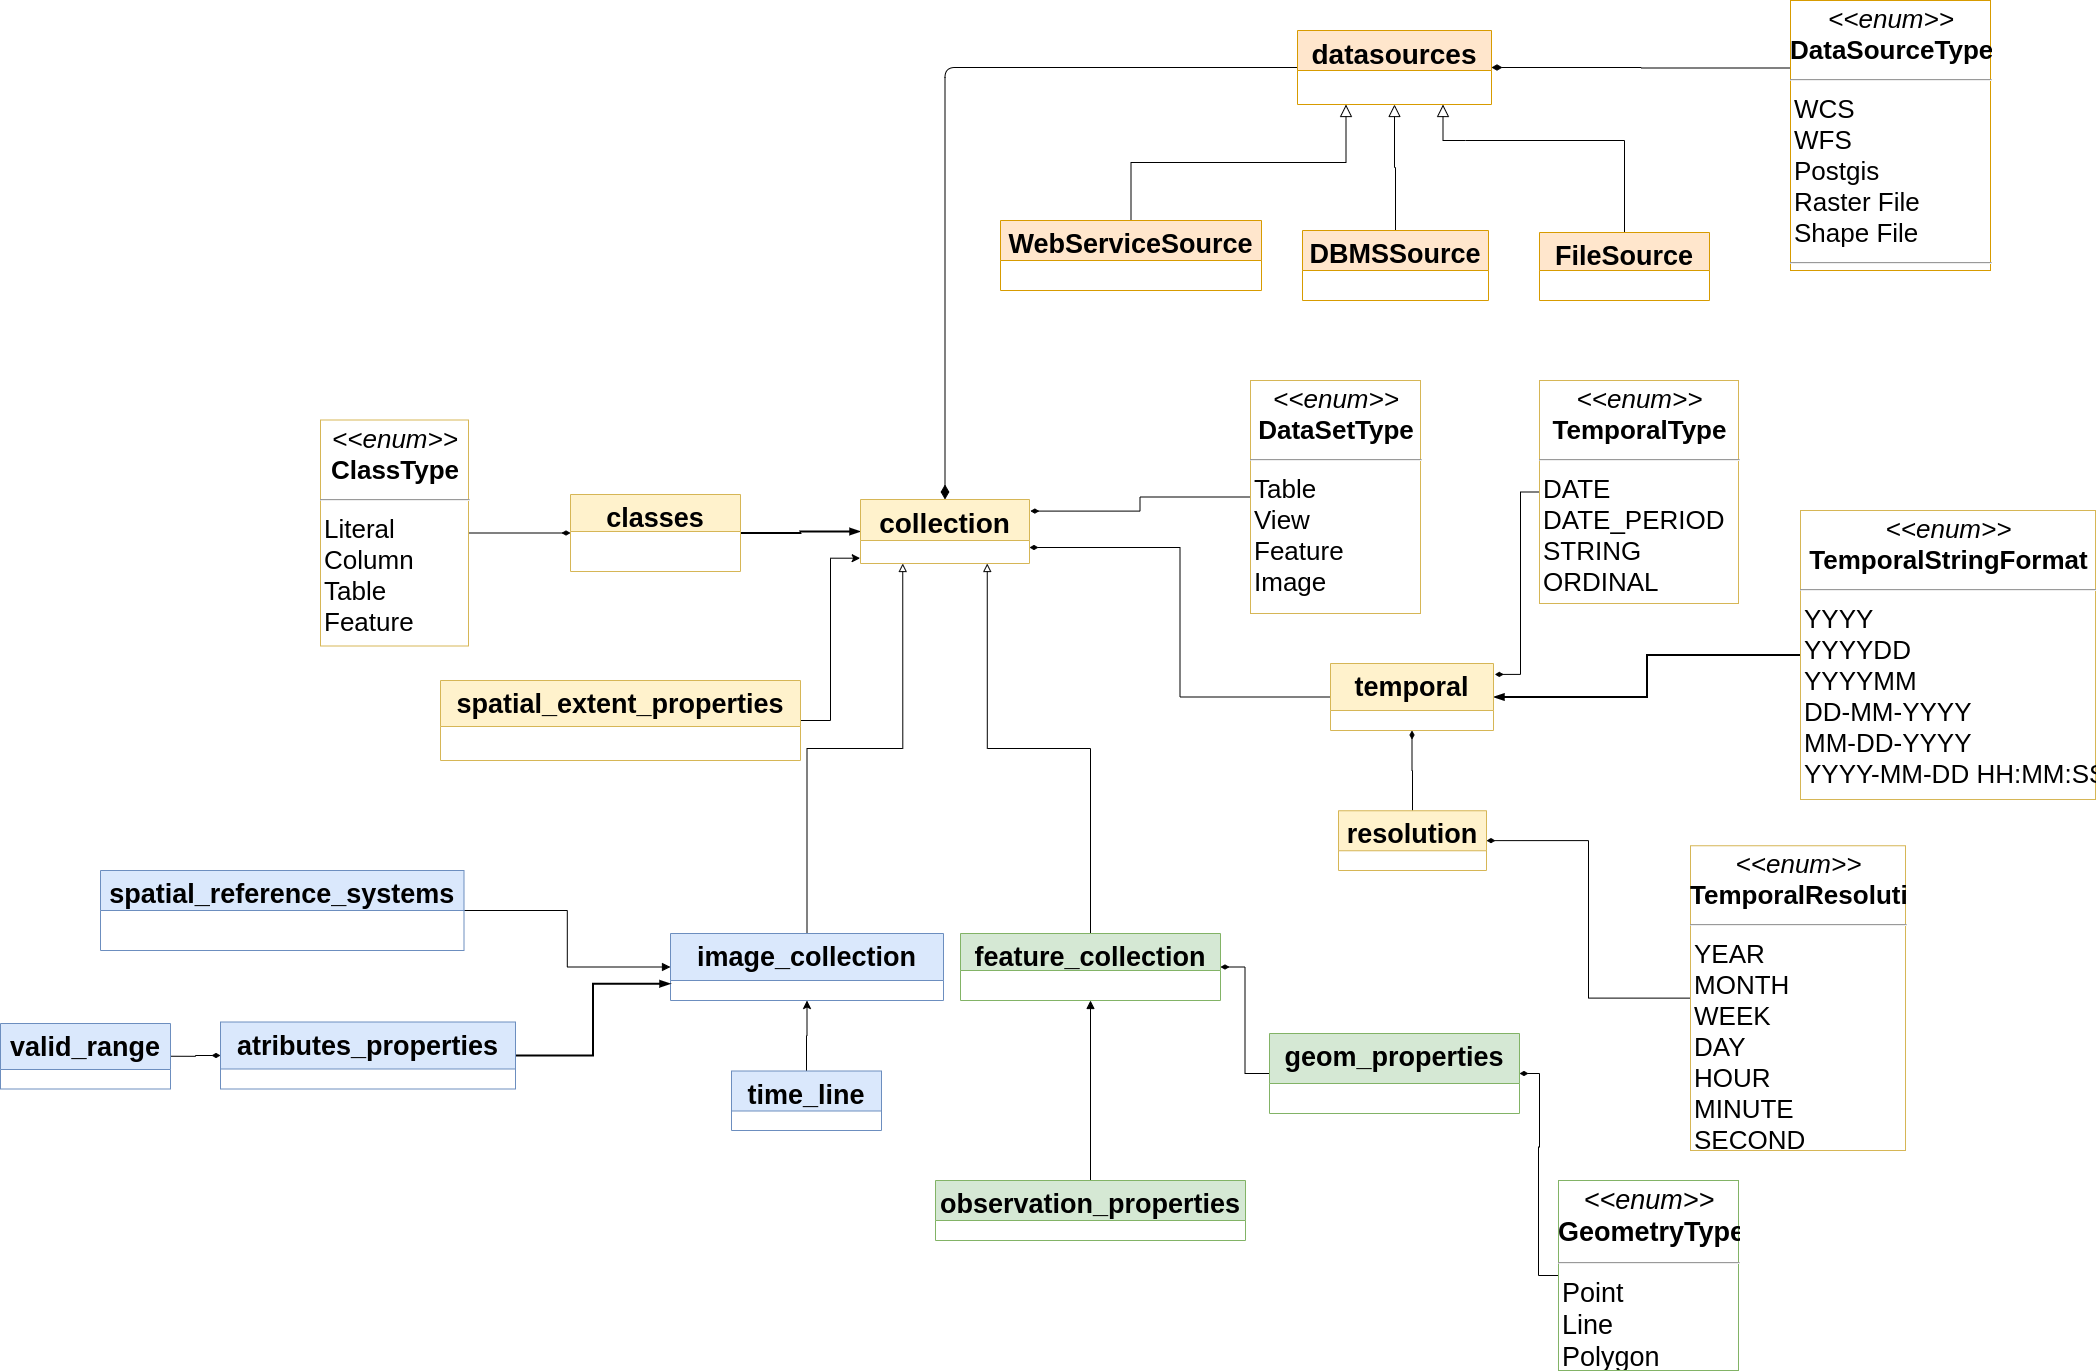 <<enum>>
DataSourceType
WCS
WFS
Postgis
Raster File
Shape File
datasources
WebServiceSource
DBMSSource
FileSource
<<enum>>
DataSetType
Table
View
Feature
Image
<<enum>>
TemporalType
DATE
DATE_PERIOD
STRING
ORDINAL
<<enum>>
ClassType
Literal
Column
Table
Feature
classes
collection
<<enum>>
TemporalStringFormat
YYYY
YYYYDD
YYYYMM
DD-MM-YYYY
MM-DD-YYYY
YYYY-MM-DD HH:MM:SS
spatial_extent_properties
temporal
resolution
<<enum>>
TemporalResoluti
YEAR
MONTH
WEEK
DAY
HOUR
MINUTE
SECOND
spatial_reference_systems
image_collection
feature_collection
valid_range
atributes_properties
time_line
geom_properties
observation_properties
<<enum>>
GeometryType
Point
Line
Polygon